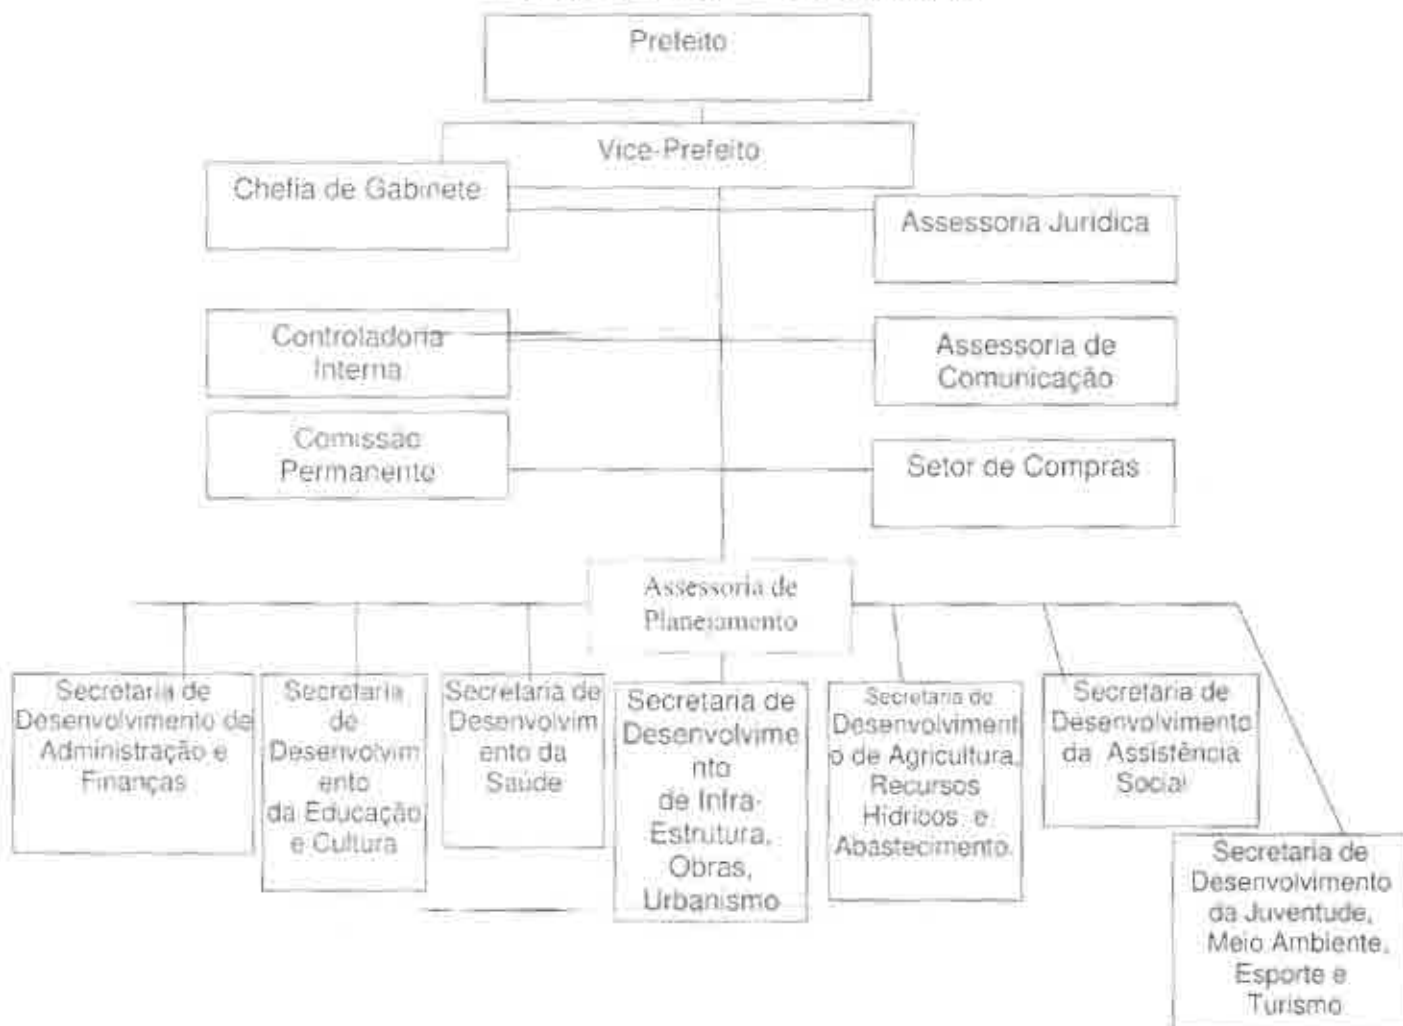 Prefeito
Vice-Prefeito
Chefia de Gabinete
Assessoria Jurídica
Controladoria
Interna
Assessoria de
Comunicação
Comissão
Permanento
Setor de Compras
Assessoria de
Planejamento
Secretaria de
Desenvolvimento de
Administração e
Finanças
Secretaria
de
Desenvolvim
ento
da Educação
e Cultura
Secretaria de
Desenvolvim
ento da
Saúde
Secretaria de
Desenvolvime
nto
de Infra-
Estrutura,
Obras,
Urbanismo
Secretaria de
Desenvolviment
o de Agricultura,
Recursos
Hídricos e
Abastecimento.
Secretaria de
Desenvolvimento
da Assistência
Social
Secretaria de
Desenvolvimento
da Juventude,
Meio Ambiente,
Esporte e
Turismo